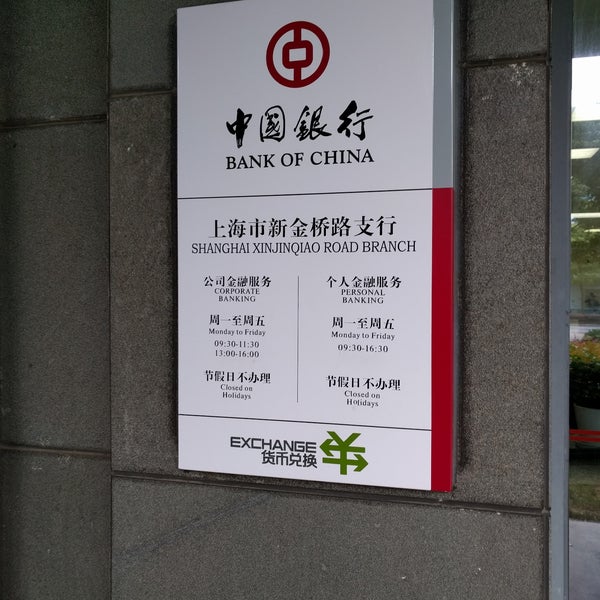 中國銀行
BANK OF CHINA
上海市新金桥路支行
SHANGHAI XINJINQIAO ROAD BRANCH
公司金融服务
CORPORATE
BANKING
周一至周五
Monday to Friday
09:30-11:30
13:00-16:00
节假日不办理
Closed on
Holidays
个人金融服务
PERSONAL
BANKING
周一至周五
Monday to Friday
09:30-16:30
节假日不办理
Closed on
Holidays
EXCHANGE
货币兑换